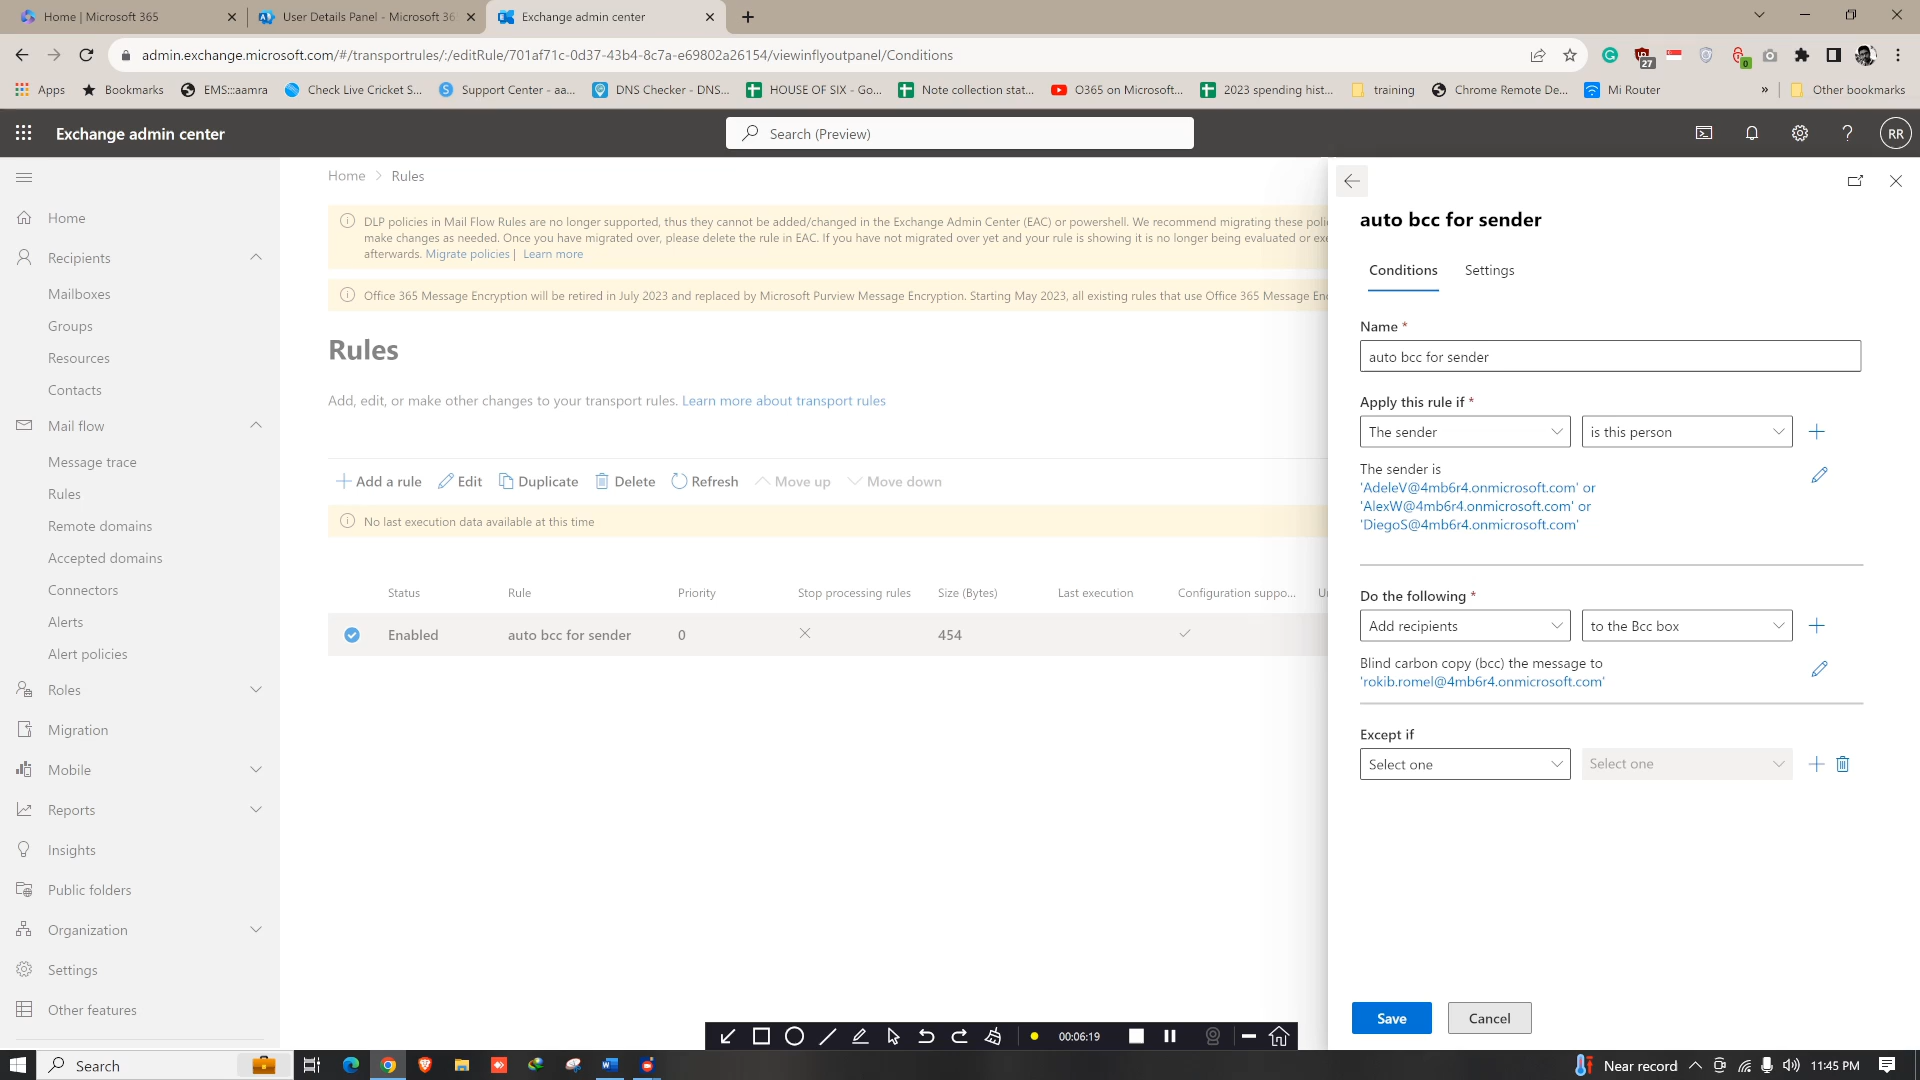 Home | Microsoft 365
User Details Panel - Microsoft 365
Exchange admin center
admin.exchange.microsoft.com/#/transportrules/:/editRule/701af71c-0d37-43b4-8c7a-e69802a26154/viewinflyoutpanel/Conditions
27
0
Apps
Bookmarks
EMS:::aamra
Check Live Cricket S...
Support Center - aa...
DNS Checker - DNS...
HOUSE OF SIX - Go...
Note collection stat...
O365 on Microsoft...
2023 spending hist...
training
Chrome Remote De...
Mi Router
»
Other bookmarks
Exchange admin center
Search (Preview)
RR
Home
Recipients
Mailboxes
Groups
Resources
Contacts
Mail flow
Message trace
Rules
Remote domains
Accepted domains
Connectors
Alerts
Alert policies
Roles
Migration
Mobile
Reports
Insights
Public folders
Organization
Settings
Other features
Home > Rules
DLP policies in Mail Flow Rules are no longer supported, thus they cannot be added/changed in the Exchange Admin Center (EAC) or powershell. We recommend migrating these poli
make changes as needed. Once you have migrated over, please delete the rule in EAC. If you have not migrated over yet and your rule is showing it is no longer being evaluated or exe
afterwards. Migrate policies | Learn more
Office 365 Message Encryption will be retired in July 2023 and replaced by Microsoft Purview Message Encryption. Starting May 2023, all existing rules that use Office 365 Message En
Rules
Add, edit, or make other changes to your transport rules. Learn more about transport rules
Add a rule
Edit
Duplicate
Delete
Refresh
Move up
Move down
No last execution data available at this time
Status
Rule
Priority
Stop processing rules
Size (Bytes)
Last execution
Configuration suppo...
Enabled
auto bcc for sender
0
454
auto bcc for sender
Conditions
Settings
Name *
auto bcc for sender
Apply this rule if *
The sender
is this person
The sender is
'AdeleV@4mb6r4.onmicrosoft.com' or
'AlexW@4mb6r4.onmicrosoft.com' or
'DiegoS@4mb6r4.onmicrosoft.com'
Do the following *
Add recipients
to the Bcc box
Blind carbon copy (bcc) the message to
'rokib.romel@4mb6r4.onmicrosoft.com'
Except if
Select one
Select one
Save
Cancel
00:06:19
Search
Near record
11:45 PM